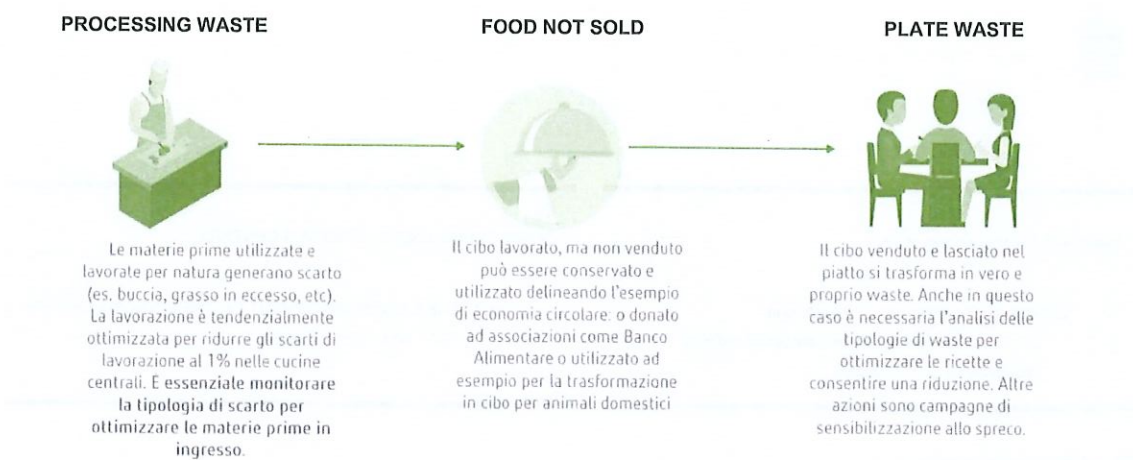 PROCESSING WASTE
Le materie prime utilizzate e
lavorate per natura generano scarto
(es. buccia, grasso in eccesso, etc).
La lavorazione è tendenzialmente
ottimizzata per ridurre gli scarti di
lavorazione al 1% nelle cucine
centrali. E essenziale monitorare
la tipologia di scarto per
ottimizzare le materie prime in
ingresso.
FOOD NOT SOLD
Il cibo lavorato, ma non venduto
può essere conservato e
utilizzato delineando l'esempio
di economia circolare: o donato
ad associazioni come Banco
Alimentare o utilizzato ad
esempio per la trasformazione
in cibo per animali domestici
PLATE WASTE
Il cibo venduto e lasciato nel
piatto si trasforma in vero e
proprio waste. Anche in questo
caso è necessaria l'analisi delle
tipologie di waste per
ottimizzare le ricette e
consentire una riduzione. Altre
azioni sono campagne di
sensibilizzazione allo spreco.